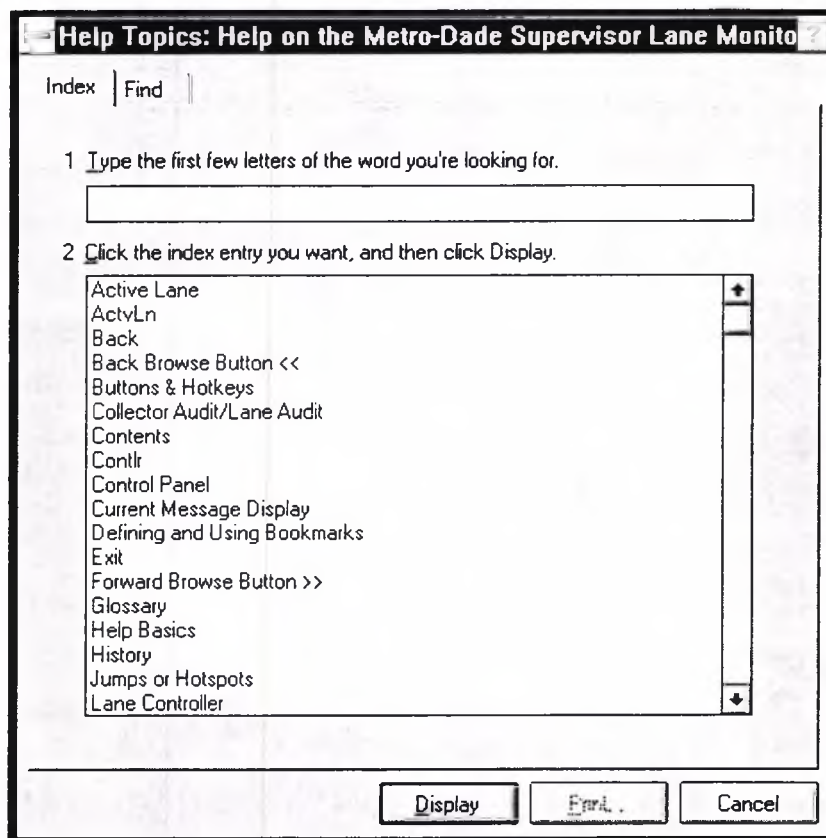 Help Topics: Help on the Metro-Dade Supervisor Lane Monito ?
Index Find
1 Type the first few letters of the word you're looking for.
2 Click the index entry you want, and then click Display.
Active Lane
ActvLn
Back
Back Browse Button <<
Buttons & Hotkeys
Collector Audit/Lane Audit
Contents
Contlr
Control Panel
Current Message Display
Defining and Using Bookmarks
Exit
Forward Browse Button >>
Glossary
Help Basics
History
Jumps or Hotspots
Lane Controller
Display Print... Cancel